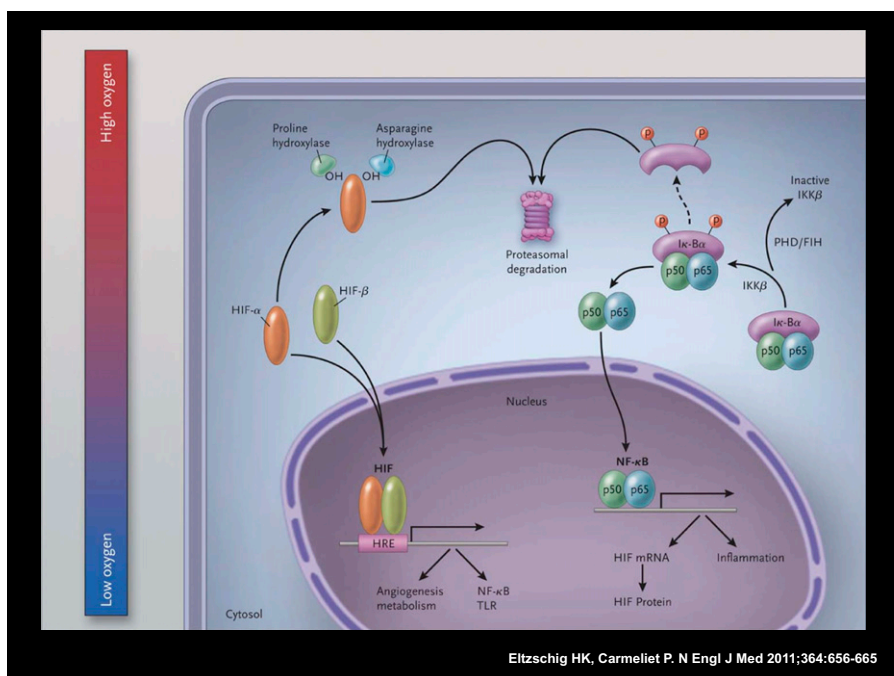 High oxygen
Low oxygen
Proline
hydroxylase
Asparagine
hydroxylase
OH
OH
HIF-α
HIF-β
Proteasomal
degradation
P
P
P
P
Iκ-Bα
p50
p65
Inactive
IKKβ
PHD/FIH
IKKβ
Iκ-Bα
p50
p65
p50
p65
Nucleus
HIF
HRE
Angiogenesis
metabolism
NF-κB
TLR
NF-κB
p50
p65
HIF mRNA
HIF Protein
Inflammation
Cytosol
Eltzschig HK, Carmeliet P. N Engl J Med 2011;364:656-665